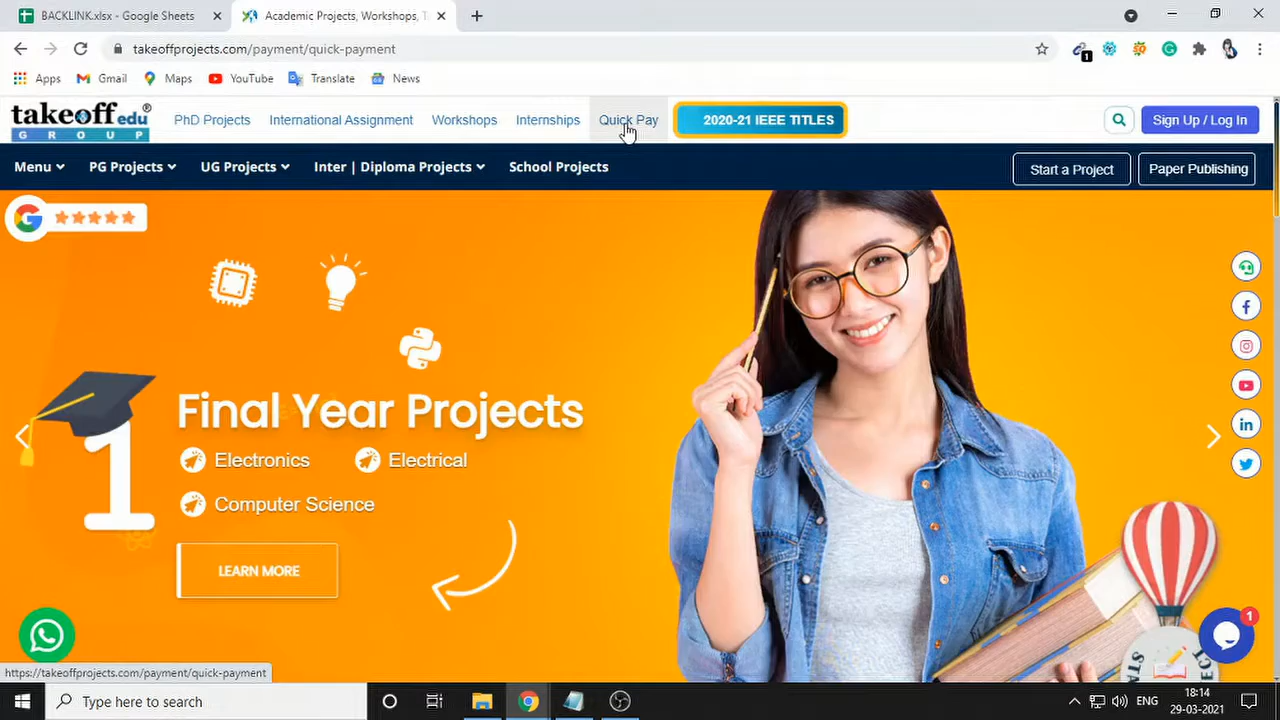 BACKLINK.xlsx - Google Sheets
Academic Projects, Workshops, T
takeoffprojects.com/payment/quick-payment
1
Apps
Gmail
Maps
YouTube
Translate
News
takeoff edu®
GROUP
PhD Projects
International Assignment
Workshops
Internships
Quick Pay
2020-21 IEEE TITLES
Sign Up / Log In
Menu
PG Projects
UG Projects
Inter | Diploma Projects
School Projects
Start a Project
Paper Publishing
1
Final Year Projects
Electronics
Electrical
Computer Science
LEARN MORE
1
https://takeoffprojects.com/payment/quick-payment
Type here to search
ENG
18:14
29-03-2021